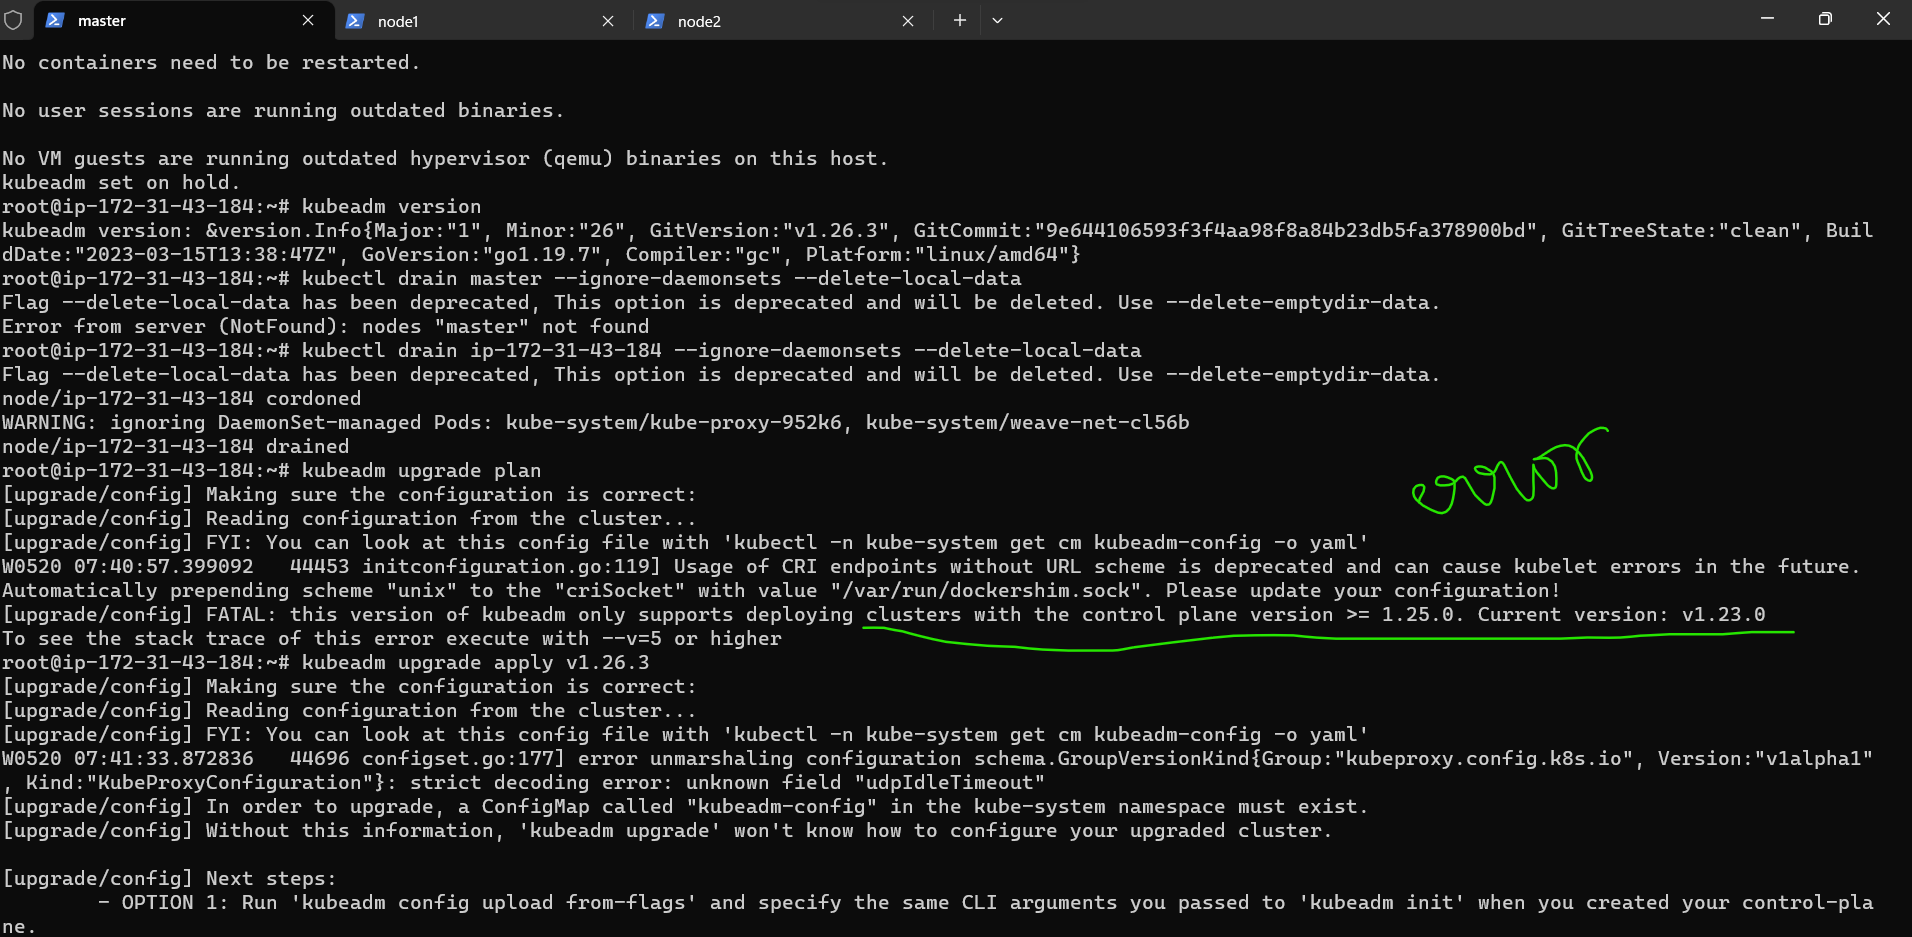 master
node1
node2
No containers need to be restarted.
No user sessions are running outdated binaries.
No VM guests are running outdated hypervisor (qemu) binaries on this host.
kubeadm set on hold.
root@ip-172-31-43-184:~# kubeadm version
kubeadm version: &version.Info{Major:"1", Minor:"26", GitVersion:"v1.26.3", GitCommit:"9e644106593f3f4aa98f8a84b23db5fa378900bd", GitTreeState:"clean", Buil
dDate:"2023-03-15T13:38:47Z", GoVersion:"go1.19.7", Compiler:"gc", Platform:"linux/amd64"}
root@ip-172-31-43-184:~# kubectl drain master --ignore-daemonsets --delete-local-data
Flag --delete-local-data has been deprecated, This option is deprecated and will be deleted. Use --delete-emptydir-data.
Error from server (NotFound): nodes "master" not found
root@ip-172-31-43-184:~# kubectl drain ip-172-31-43-184 --ignore-daemonsets --delete-local-data
Flag --delete-local-data has been deprecated, This option is deprecated and will be deleted. Use --delete-emptydir-data.
node/ip-172-31-43-184 cordoned
WARNING: ignoring DaemonSet-managed Pods: kube-system/kube-proxy-952k6, kube-system/weave-net-cl56b
node/ip-172-31-43-184 drained
root@ip-172-31-43-184:~# kubeadm upgrade plan
error
[upgrade/config] Making sure the configuration is correct:
[upgrade/config] Reading configuration from the cluster...
[upgrade/config] FYI: You can look at this config file with 'kubectl -n kube-system get cm kubeadm-config -o yaml'
W0520 07:40:57.399092   44453 initconfiguration.go:119] Usage of CRI endpoints without URL scheme is deprecated and can cause kubelet errors in the future.
Automatically prepending scheme "unix" to the "criSocket" with value "/var/run/dockershim.sock". Please update your configuration!
[upgrade/config] FATAL: this version of kubeadm only supports deploying clusters with the control plane version >= 1.25.0. Current version: v1.23.0
To see the stack trace of this error execute with --v=5 or higher
root@ip-172-31-43-184:~# kubeadm upgrade apply v1.26.3
[upgrade/config] Making sure the configuration is correct:
[upgrade/config] Reading configuration from the cluster...
[upgrade/config] FYI: You can look at this config file with 'kubectl -n kube-system get cm kubeadm-config -o yaml'
W0520 07:41:33.872836   44696 configset.go:177] error unmarshaling configuration schema.GroupVersionKind{Group:"kubeproxy.config.k8s.io", Version:"v1alpha1"
, Kind:"KubeProxyConfiguration"}: strict decoding error: unknown field "udpIdleTimeout"
[upgrade/config] In order to upgrade, a ConfigMap called "kubeadm-config" in the kube-system namespace must exist.
[upgrade/config] Without this information, 'kubeadm upgrade' won't know how to configure your upgraded cluster.
[upgrade/config] Next steps:
- OPTION 1: Run 'kubeadm config upload from-flags' and specify the same CLI arguments you passed to 'kubeadm init' when you created your control-pla
ne.